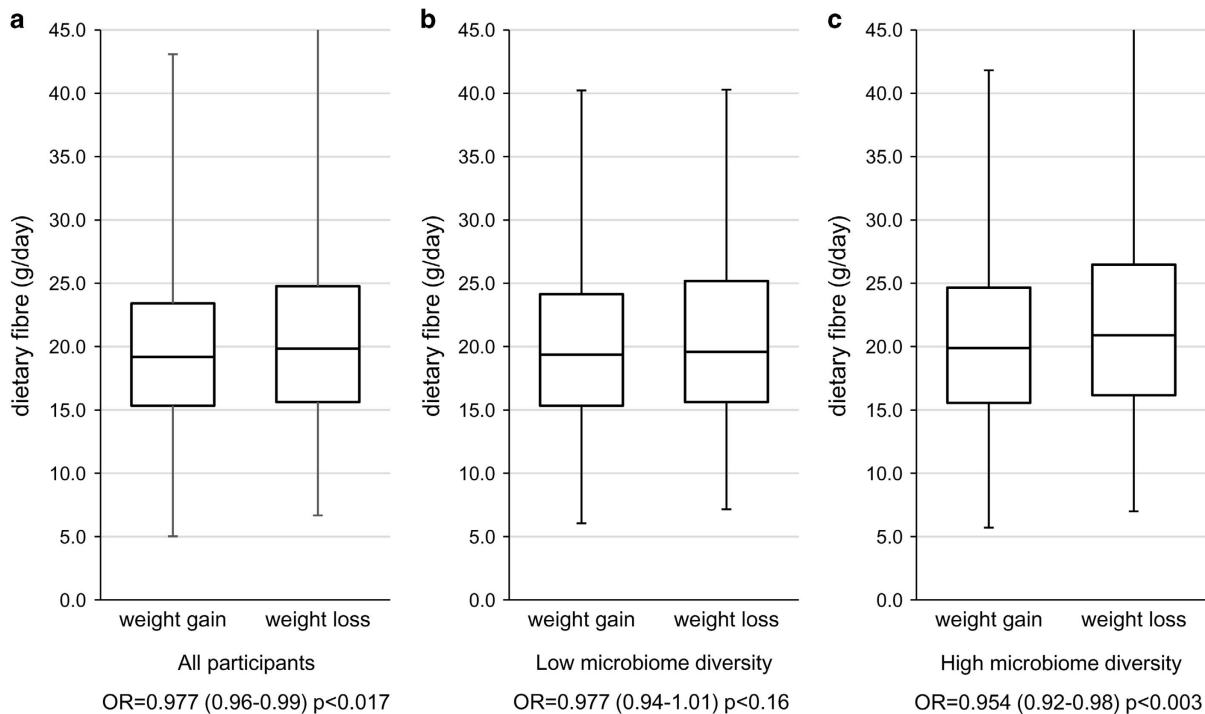 a
45.0
40.0
35.0
30.0
25.0
20.0
15.0
10.0
5.0
0.0
dietary fibre (g/day)
weight gain weight loss
All participants
OR=0.977 (0.96-0.99) p<0.017
b
45.0
40.0
35.0
30.0
25.0
20.0
15.0
10.0
5.0
0.0
dietary fibre (g/day)
weight gain weight loss
Low microbiome diversity
OR=0.977 (0.94-1.01) p<0.16
c
45.0
40.0
35.0
30.0
25.0
20.0
15.0
10.0
5.0
0.0
dietary fibre (g/day)
weight gain weight loss
High microbiome diversity
OR=0.954 (0.92-0.98) p<0.003